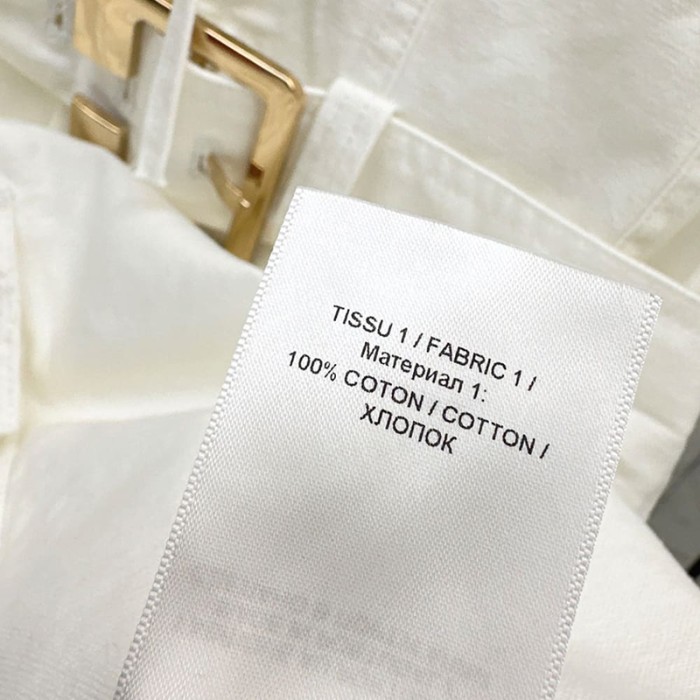 TISSU 1 / FABRIC 1 /
Материал 1:
100% COTON / COTTON /
ХЛОПОК